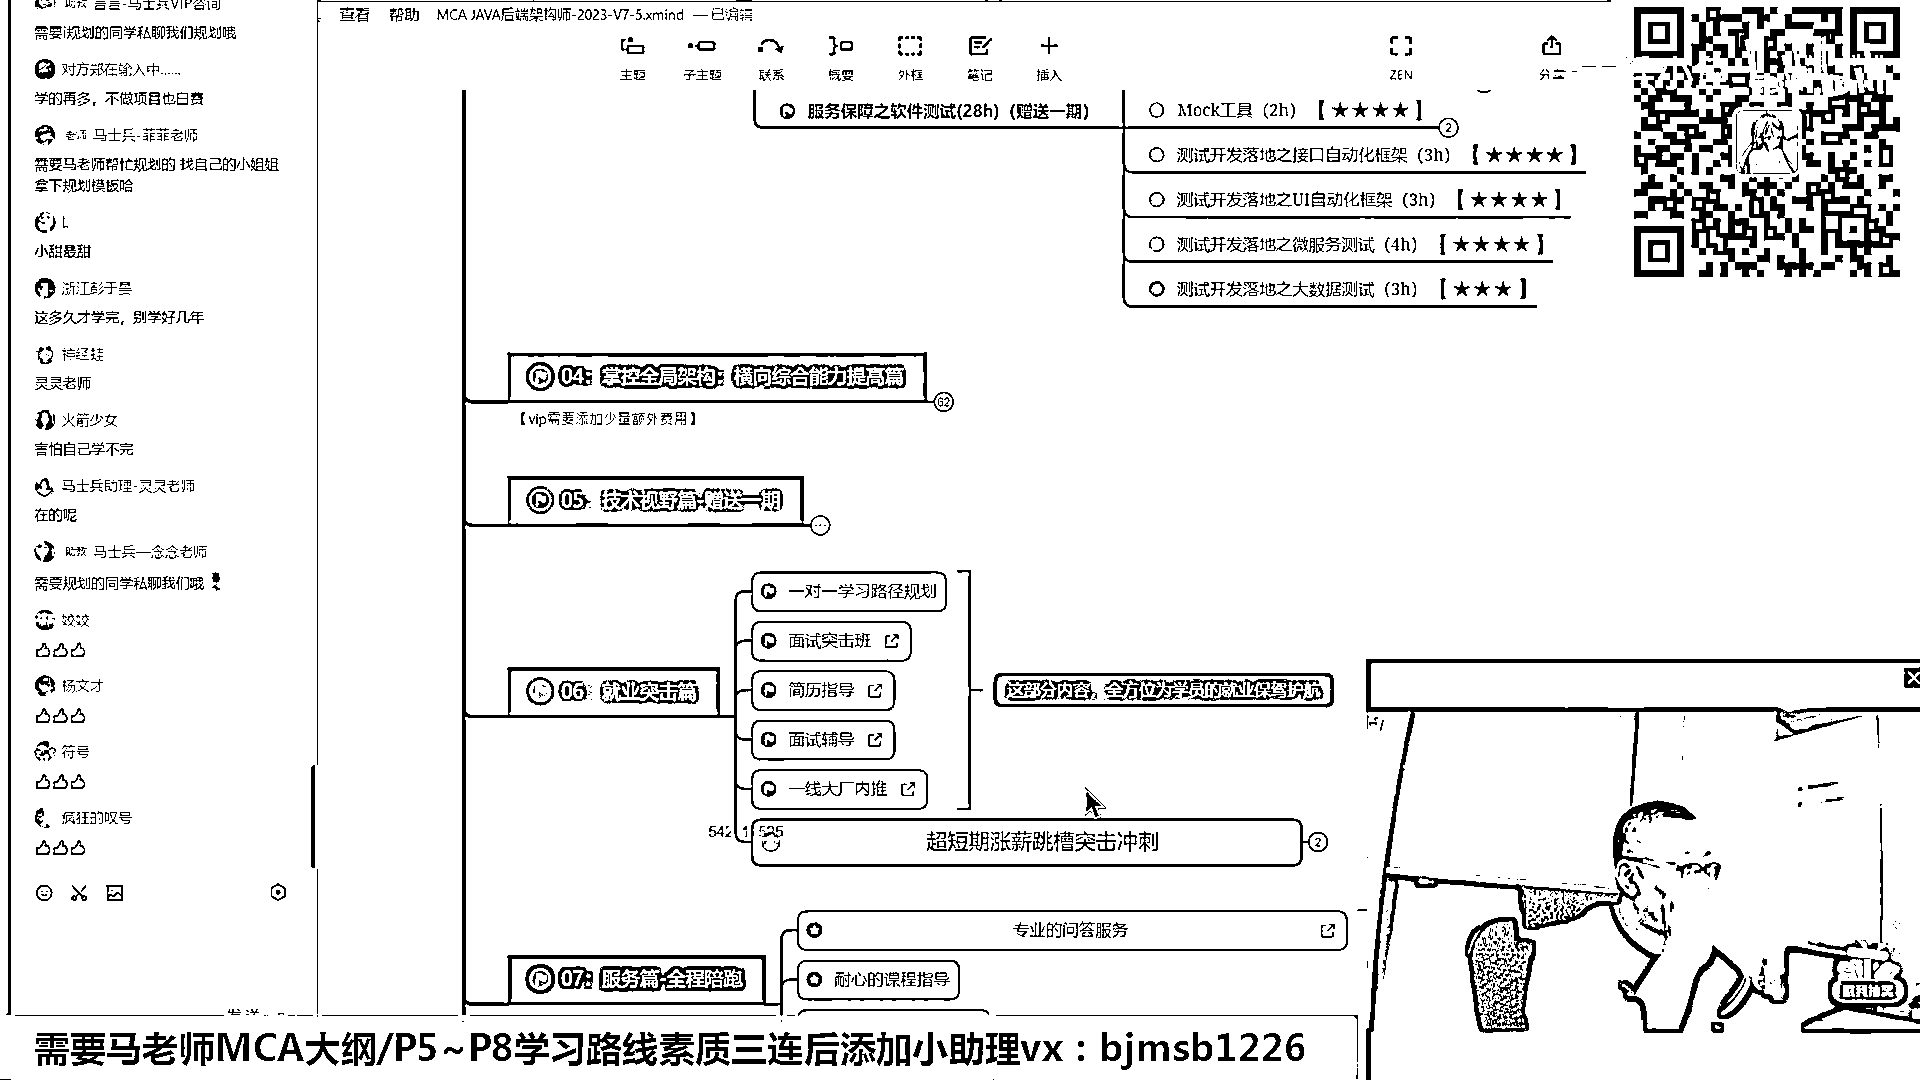 言言-马士兵VIP咨询
需要i规划的同学私聊我们规划哦
对方郑在输入中......
学的再多，不做项目也白费
老师 马士兵-菲菲老师
需要马老师帮忙规划的 找自己的小姐姐
拿下规划模板哈
L
小甜最甜
浙江彭于晏
这多久才学完，别学好几年
神经蛙
灵灵老师
火箭少女
害怕自己学不完
马士兵助理-灵灵老师
在的呢
助教 马士兵—念念老师
需要规划的同学私聊我们哦
姣姣
杨文才
符号
疯狂的叹号
发送
查看 帮助 MCA JAVA后端架构师-2023-V7-5.xmind — 已编辑
主题 子主题 联系 概要 外框 笔记 插入 ZEN 分享
服务保障之软件测试(28h)（赠送一期）
Mock工具（2h）【★★★★】
2
测试开发落地之接口自动化框架（3h）【★★★★】
测试开发落地之UI自动化框架（3h）【★★★★】
测试开发落地之微服务测试（4h）【★★★★】
测试开发落地之大数据测试（3h）【★★★】
04：掌控全局架构：横向综合能力提高篇
62
【vip需要添加少量额外费用】
05：技术视野篇-赠送一期
06：就业突击篇
一对一学习路径规划
面试突击班
简历指导
面试辅导
一线大厂内推
这部分内容，全方位为学员的就业保驾护航
超短期涨薪跳槽突击冲刺
2
07：服务篇-全程陪跑
专业的问答服务
耐心的课程指导
需要马老师MCA大纲/P5~P8学习路线素质三连后添加小助理vx：bjmsb1226